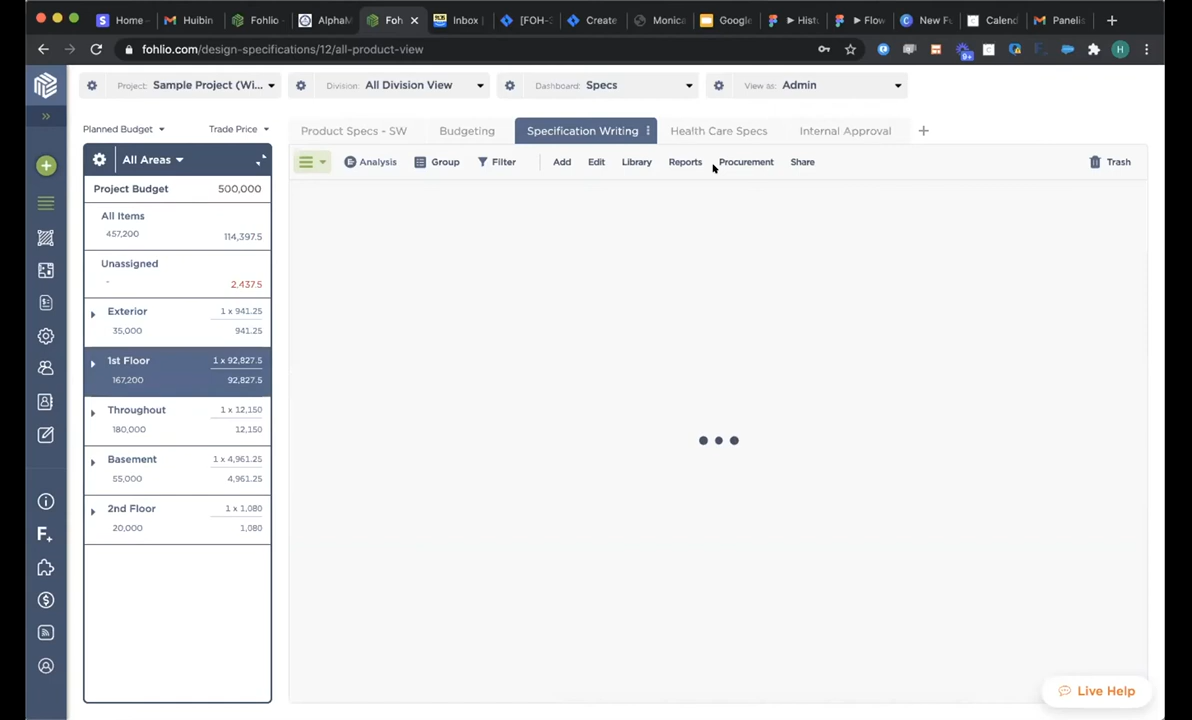 Home
Huibin
Fohlio
AlphaM
Foh
Inbox
[FOH-3
Create
Monica
Google
Hist
Flow
New F
Calend
Panelis
fohlio.com/design-specifications/12/all-product-view
9+
H
Project: Sample Project (Wi...
Division: All Division View
Dashboard: Specs
View as: Admin
Planned Budget
Trade Price
Product Specs - SW
Budgeting
Specification Writing
Health Care Specs
Internal Approval
All Areas
Analysis
Group
Filter
Add
Edit
Library
Reports
Procurement
Share
Trash
Project Budget 500,000
All Items
457,200 114,397.5
Unassigned
- 2,437.5
Exterior 1 x 941.25
35,000 941.25
1st Floor 1 x 92,827.5
167,200 92,827.5
Throughout 1 x 12,150
180,000 12,150
Basement 1 x 4,961.25
55,000 4,961.25
2nd Floor 1 x 1,080
20,000 1,080
F+
Live Help